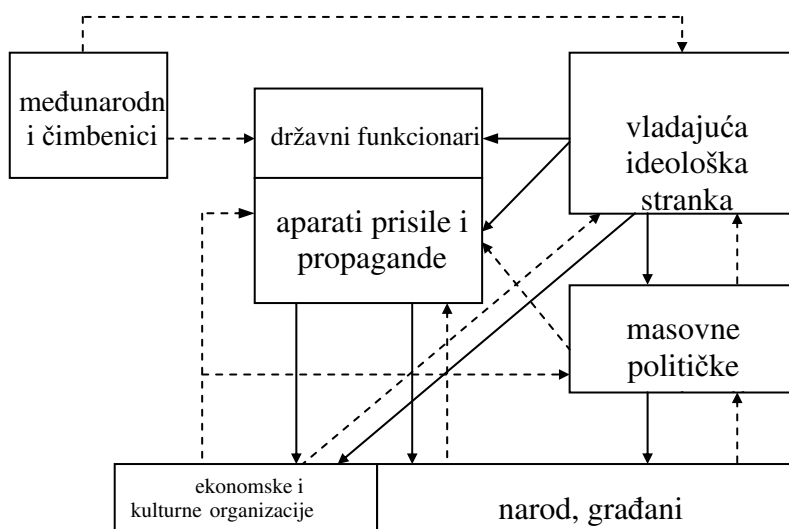 međunarodn
i čimbenici
državni funkcionari
vladajuća
ideološka
stranka
aparati prisile i
propagande
masovne
političke
ekonomske i
kulturne organizacije
narod, građani